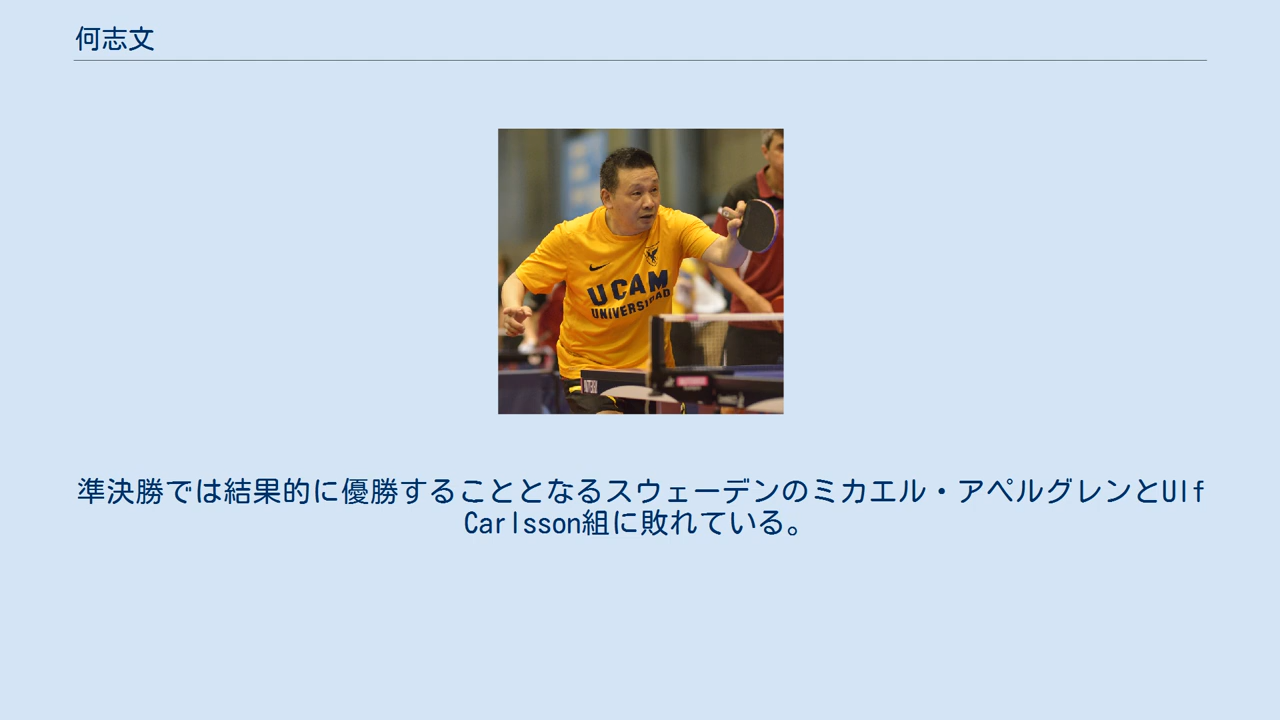 何志文
UCAM
UNIVERSIDAD
準決勝では結果的に優勝することとなるスウェーデンのミカエル・アペルグレンとUlf
Carlsson組に敗れている。